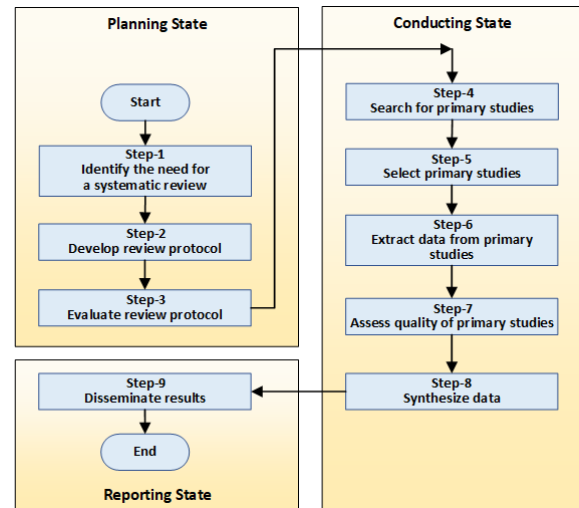 Planning State
Start
Step-1
Identify the need for
a systematic review
Step-2
Develop review protocol
Step-3
Evaluate review protocol
Conducting State
Step-4
Search for primary studies
Step-5
Select primary studies
Step-6
Extract data from primary
studies
Step-7
Assess quality of primary studies
Step-8
Synthesize data
Step-9
Disseminate results
End
Reporting State